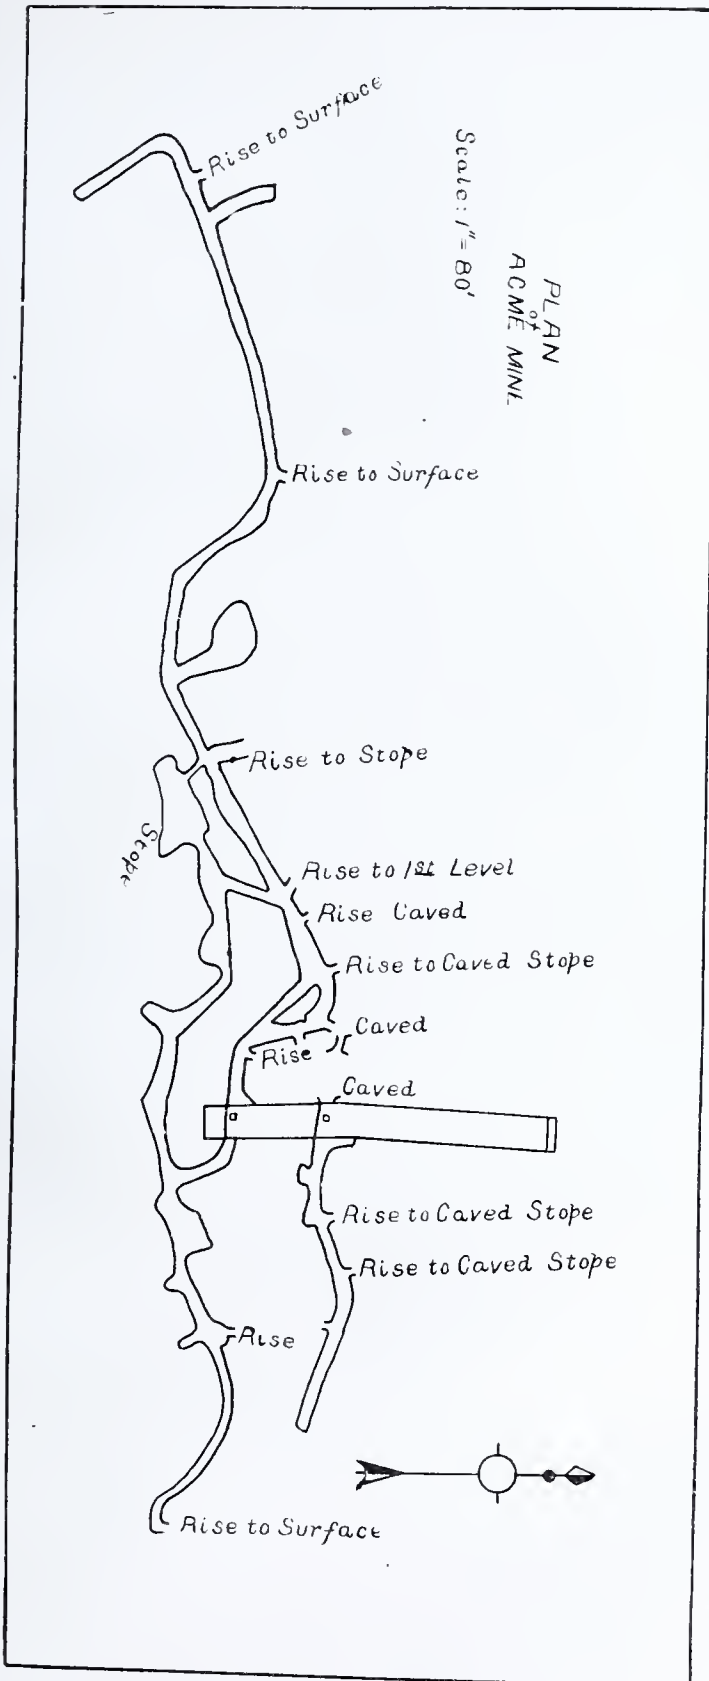 Rise to Surface
Scale: 1" = 80'
PLAN
of
ACME MINE
Rise to Surface
Rise to Stope
Stope
Rise to 1st Level
Rise Caved
Rise to Caved Stope
Caved
Rise
Caved
Rise to Caved Stope
Rise to Caved Stope
Rise
Rise to Surface